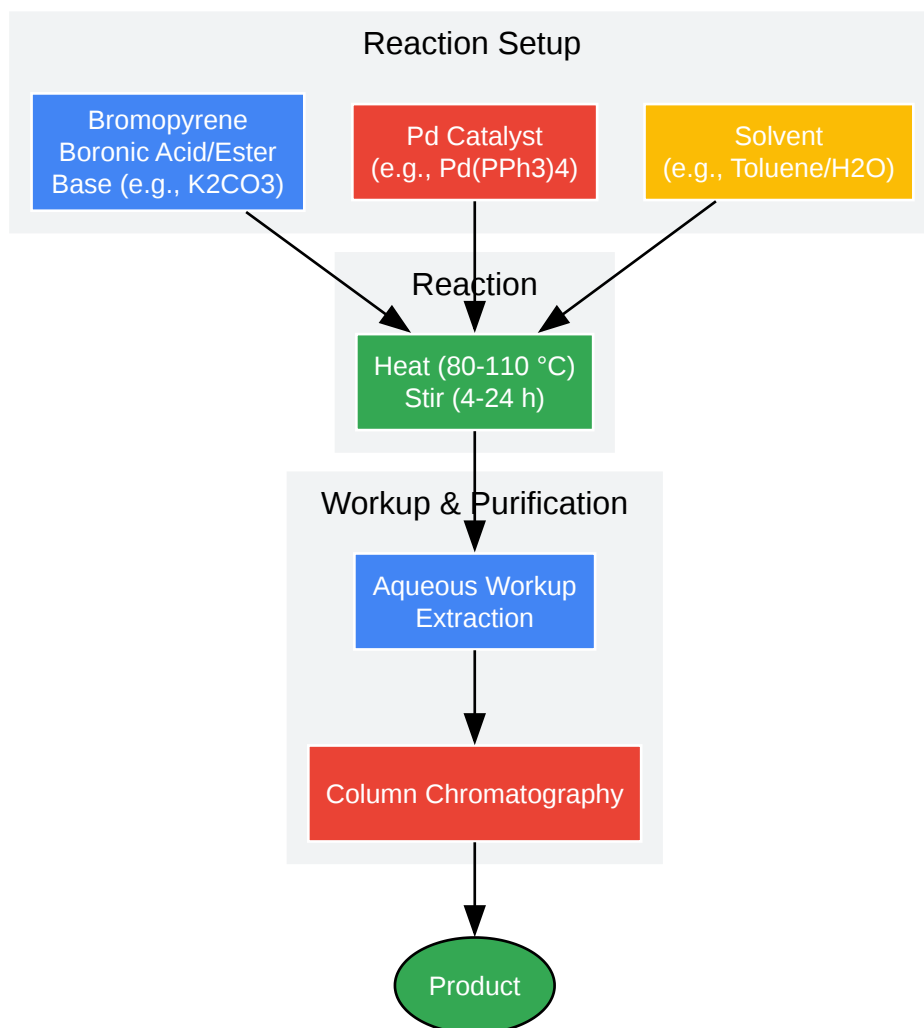 Reaction Setup
Bromopyrene
Boronic Acid/Ester
Base (e.g., K2CO3)
Pd Catalyst
(e.g., Pd(PPh3)4)
Solvent
(e.g., Toluene/H2O)
Reaction
Heat (80-110 °C)
Stir (4-24 h)
Workup & Purification
Aqueous Workup
Extraction
Column Chromatography
Product